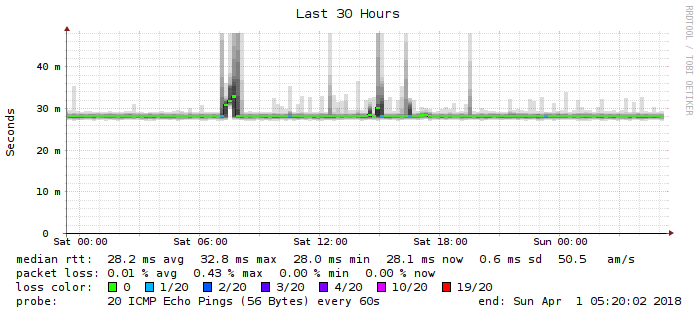 Last 30 Hours
RRDTOOL / TOBI OETIKER
Seconds
40 m
30 m
20 m
10 m
0
Sat 00:00 Sat 06:00 Sat 12:00 Sat 18:00 Sun 00:00
median rtt: 28.2 ms avg 32.8 ms max 28.0 ms min 28.1 ms now 0.6 ms sd 50.5 am/s
packet loss: 0.01 % avg 0.43 % max 0.00 % min 0.00 % now
loss color: 0 1/20 2/20 3/20 4/20 10/20 19/20
probe: 20 ICMP Echo Pings (56 Bytes) every 60s end: Sun Apr 1 05:20:02 2018